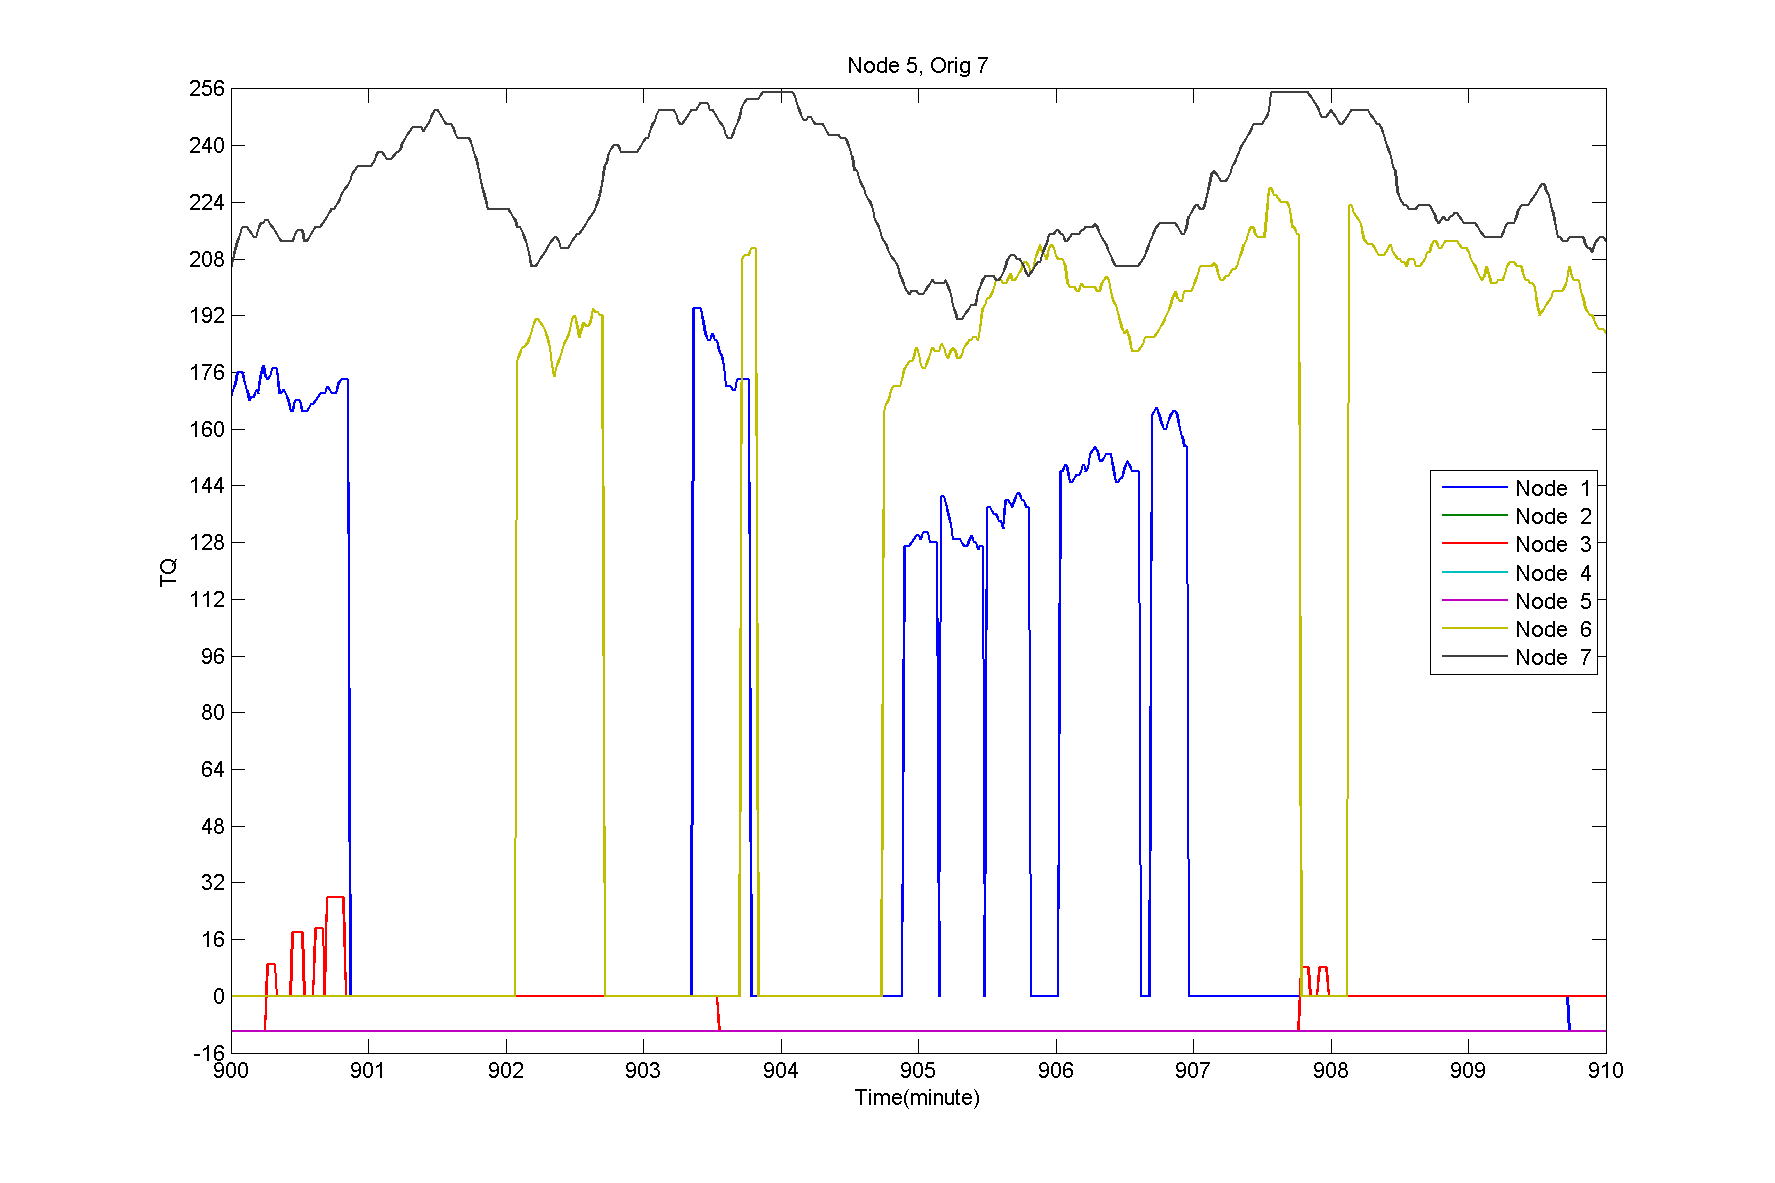 Node 5, Orig 7
256
240
224
208
192
176
160
144
128
112
96
80
64
48
32
16
0
-16
TQ
Node 1
Node 2
Node 3
Node 4
Node 5
Node 6
Node 7
900 901 902 903 904 905 906 907 908 909 910
Time(minute)